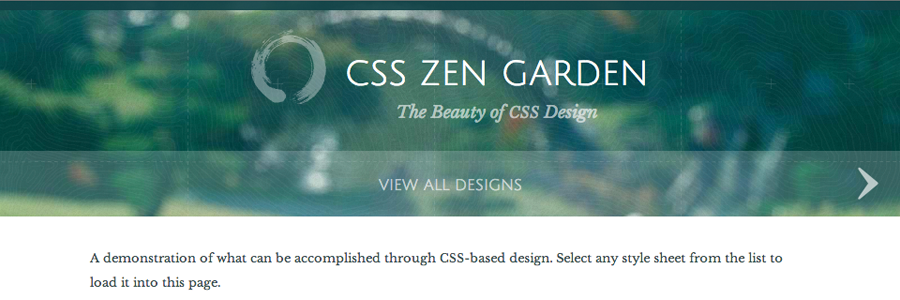 CSS ZEN GARDEN
The Beauty of CSS Design
VIEW ALL DESIGNS
A demonstration of what can be accomplished through CSS-based design. Select any style sheet from the list to
load it into this page.